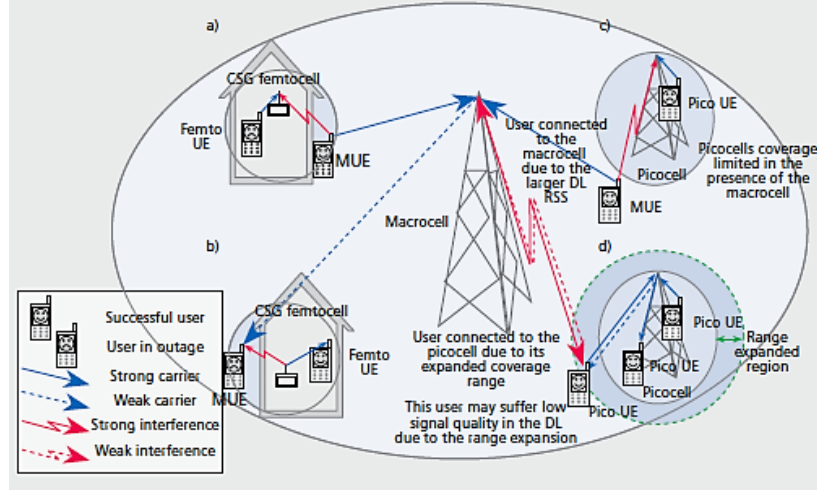 a)
CSG femtocell
Femto
UE
MUE
c)
Pico UE
Picocell
MUE
Picocells coverage
limited in the
presence of the
macrocell
User connected
to the
macrocell
due to the
larger DL
RSS
Macrocell
b)
CSG femtocell
Femto
UE
MUE
d)
Pico UE
Pico UE
Picocell
Pico UE
Range
expanded
region
User connected to the
picocell due to its
expanded coverage
range
This user may suffer low
signal quality in the DL
due to the range expansion
Successful user
User in outage
Strong carrier
Weak carrier
Strong interference
Weak interference